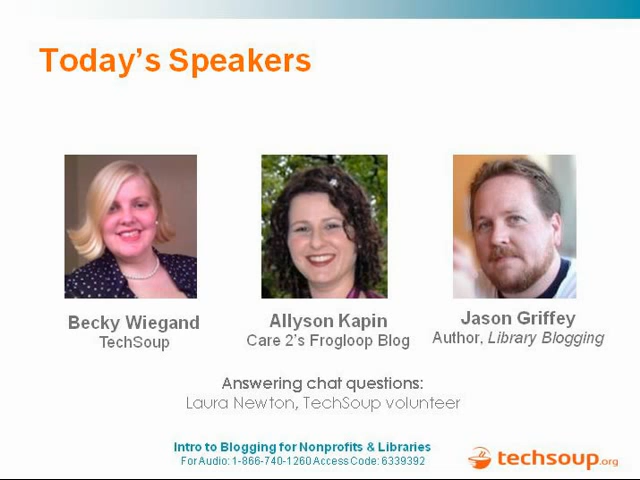 Today's Speakers
Becky Wiegand
TechSoup
Allyson Kapin
Care 2's Frogloop Blog
Jason Griffey
Author, Library Blogging
Answering chat questions:
Laura Newton, TechSoup volunteer
Intro to Blogging for Nonprofits & Libraries
For Audio: 1-866-740-1260 Access Code: 6339392
techsoup.org